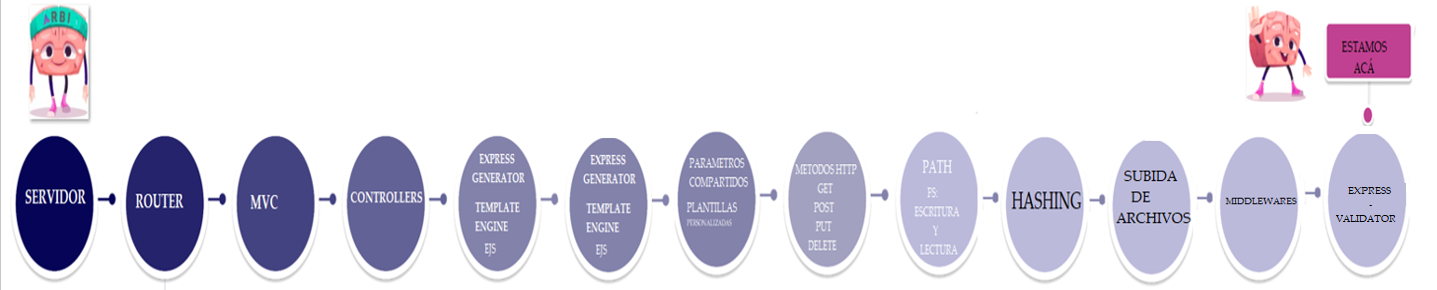 ARBI
ESTAMOS
ACÁ
SERVIDOR
ROUTER
MVC
CONTROLLERS
EXPRESS
GENERATOR
TEMPLATE
ENGINE
EJS
EXPRESS
GENERATOR
TEMPLATE
ENGINE
EJS
PARAMETROS
COMPARTIDOS
PLANTILLAS
PERSONALIZADAS
METODOS HTTP
GET
POST
PUT
DELETE
PATH
FS:
ESCRITURA
Y
LECTURA
HASHING
SUBIDA
DE
ARCHIVOS
MIDDLEWARES
EXPRESS
-
VALIDATOR